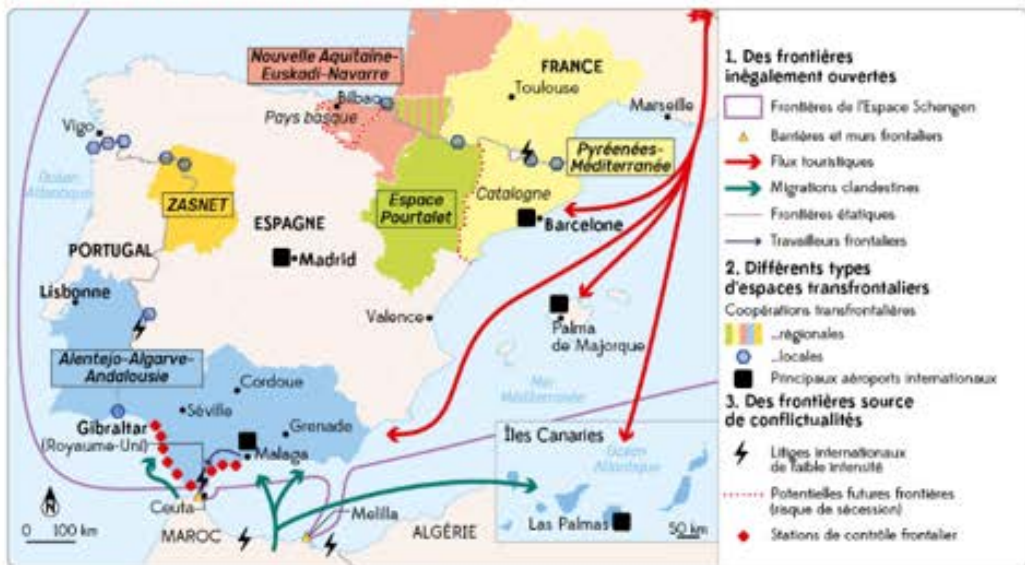 Nouvelle Aquitaine-
Euskadi-Navarre
FRANCE
Bilbao
Toulouse
Marseille
Pays basque
Vigo
Pyrénées-
Méditerranée
Océan
Atlantique
ZASNET
Espace
Pourtalet
Catalogne
ESPAGNE
Barcelone
PORTUGAL
Madrid
Lisbonne
Valence
Palma
de Majorque
Alentejo-Algarve-
Andalousie
Mer
Méditerranée
Cordoue
Séville
Gibraltar
(Royaume-Uni)
Grenade
Malaga
Îles Canaries
Océan
Atlantique
Las Palmas
50 km
N
0 100 km
Ceuta
MAROC
Melilla
ALGÉRIE
1. Des frontières
inégalement ouvertes
Frontières de l'Espace Schengen
Barrières et murs frontaliers
Flux touristiques
Migrations clandestines
Frontières étatiques
Travailleurs frontaliers
2. Différents types
d'espaces transfrontaliers
Coopérations transfrontalières
...régionales
...locales
Principaux aéroports internationaux
3. Des frontières source
de conflictualités
Litiges internationaux
de faible intensité
Potentielles futures frontières
(risque de sécession)
Stations de contrôle frontalier